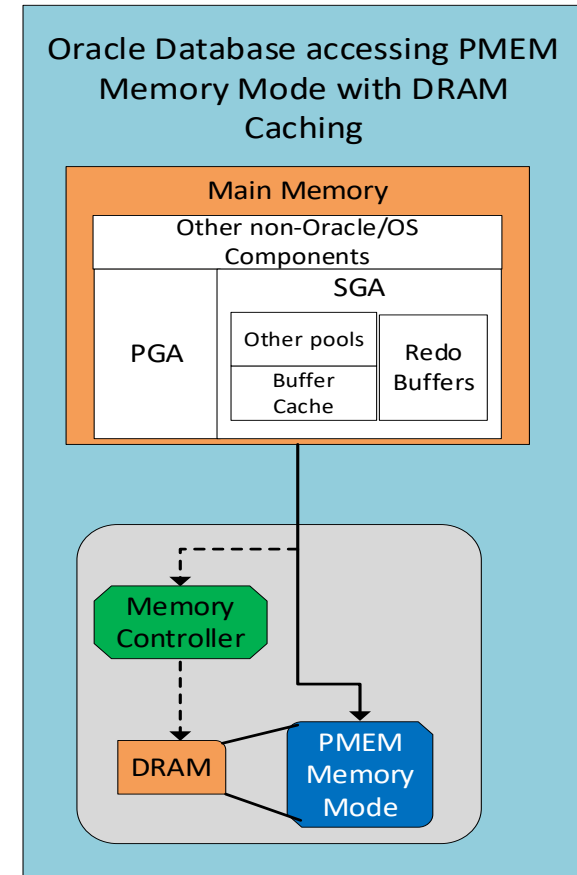 Oracle Database accessing PMEM
Memory Mode with DRAM
Caching
Main Memory
Other non-Oracle/OS
Components
PGA
SGA
Other pools
Buffer
Cache
Redo
Buffers
Memory
Controller
DRAM
PMEM
Memory
Mode